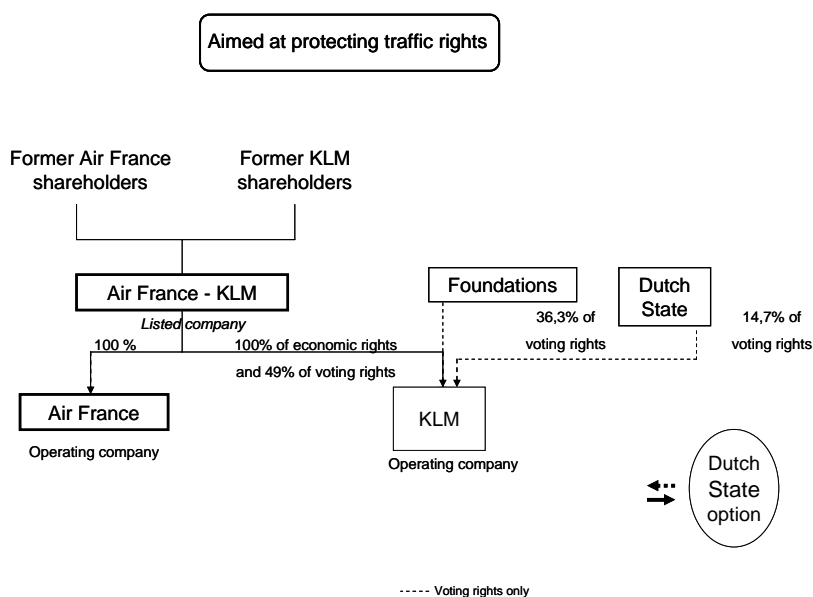 Aimed at protecting traffic rights
Former Air France
shareholders
Former KLM
shareholders
Air France - KLM
Listed company
Foundations
Dutch
State
36,3% of
voting rights
14,7% of
voting rights
100 %
100% of economic rights
and 49% of voting rights
Air France
Operating company
KLM
Operating company
Dutch
State
option
Voting rights only